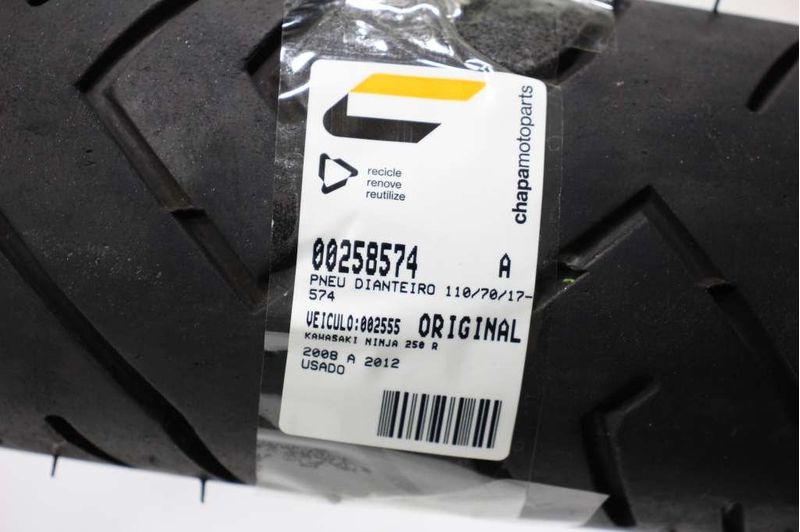 chapamotoparts
recicle
renove
reutilize
00258574 A
PNEU DIANTEIRO 110/70/17-
574
VEICULO:002555 ORIGINAL
KAWASAKI NINJA 250 R
2008 A 2012
USADO